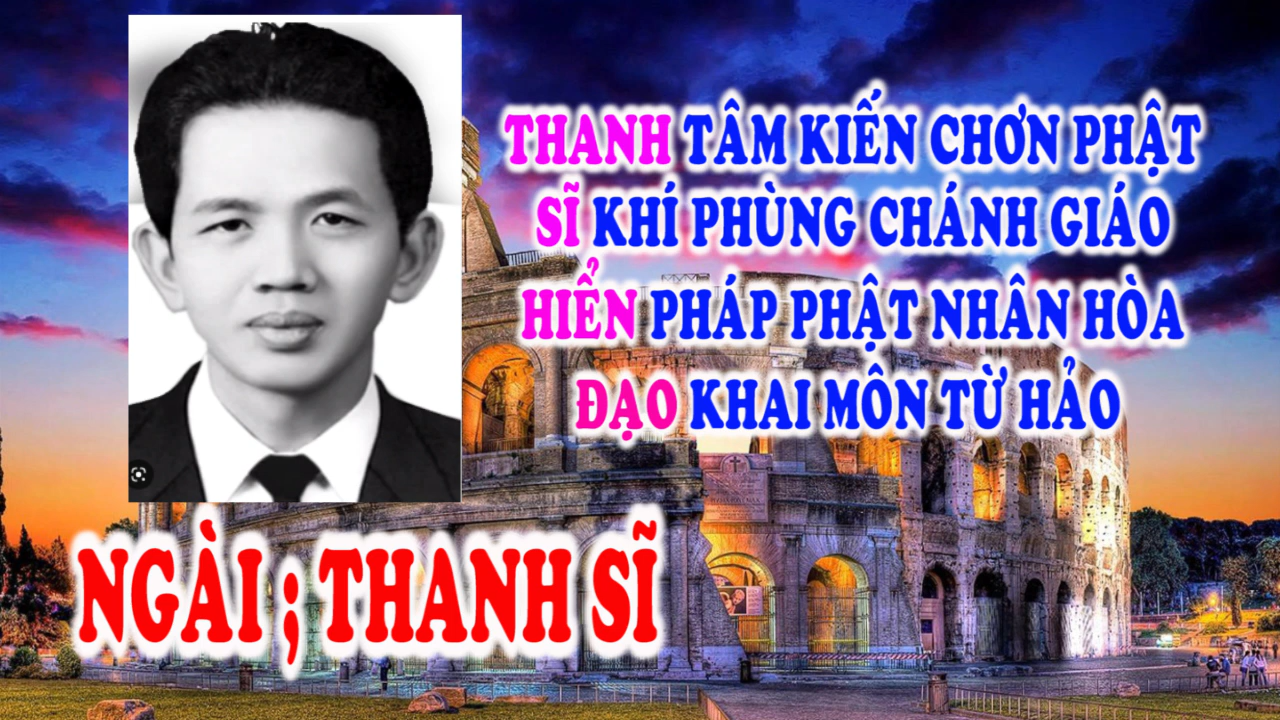 THANH TÂM KIẾN CHƠN PHẬT
SĨ KHÍ PHÙNG CHÁNH GIÁO
HIỂN PHÁP PHẬT NHÂN HÒA
ĐẠO KHAI MÔN TỪ HẢO
NGÀI ; THANH SĨ